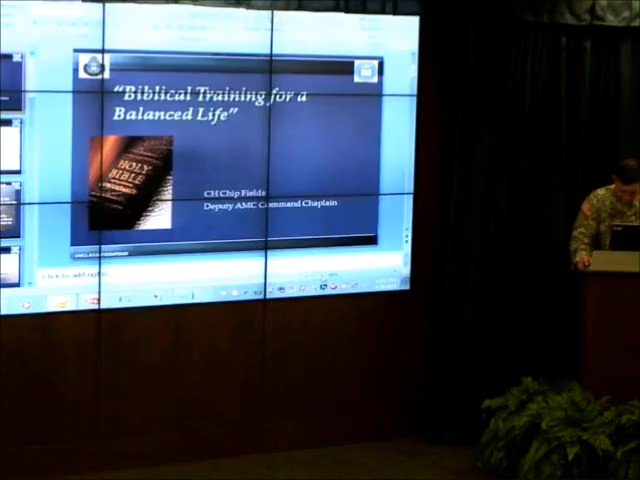 “Biblical Training for a
Balanced Life”
HOLY
BIBLE
CH Chip Fields
Deputy AMC Command Chaplain
Click to add notes